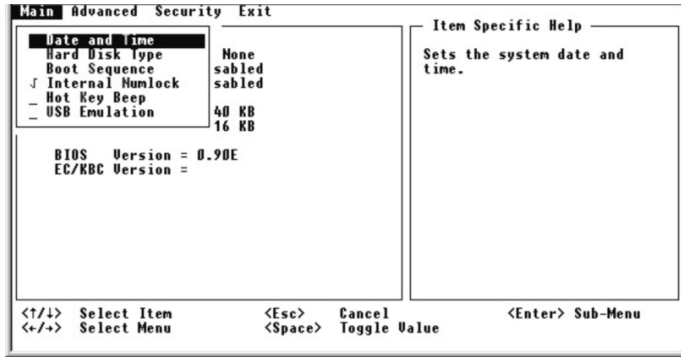 Main Advanced Security Exit
Item Specific Help
Date and Time
Hard Disk Type None
Boot Sequence sabled
√ Internal Numlock sabled
_ Hot Key Beep
_ USB Emulation 40 KB
16 KB
BIOS Version = 0.90E
EC/KBC Version =
Sets the system date and
time.
<↑/↓> Select Item <Esc> Cancel <Enter> Sub-Menu
<←/→> Select Menu <Space> Toggle Value